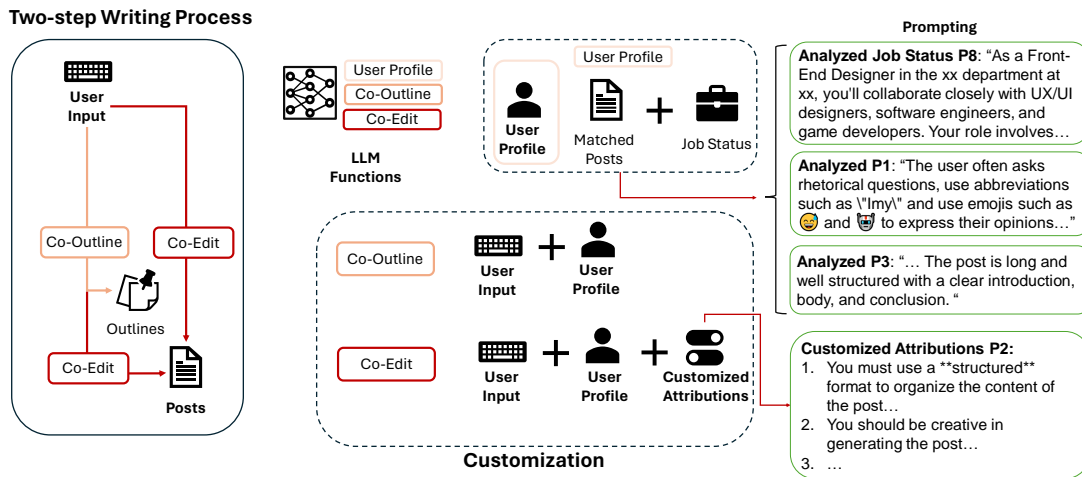 Two-step Writing Process
User
Input
Co-Outline
Co-Edit
Outlines
Co-Edit
Posts
User Profile
Co-Outline
Co-Edit
LLM
Functions
User Profile
User
Profile
Matched
Posts
Job Status
Co-Outline
User
Input
User
Profile
Co-Edit
User
Input
User
Profile
Customized
Attributions
Customization
Prompting
Analyzed Job Status P8: “As a Front-
End Designer in the xx department at
xx, you'll collaborate closely with UX/UI
designers, software engineers, and
game developers. Your role involves…
Analyzed P1: “The user often asks
rhetorical questions, use abbreviations
such as \"lmy\" and use emojis such as
😅 and 🤖 to express their opinions…”
Analyzed P3: “… The post is long and
well structured with a clear introduction,
body, and conclusion. “
Customized Attributions P2:
1. You must use a **structured**
format to organize the content of
the post…
2. You should be creative in
generating the post…
3. …